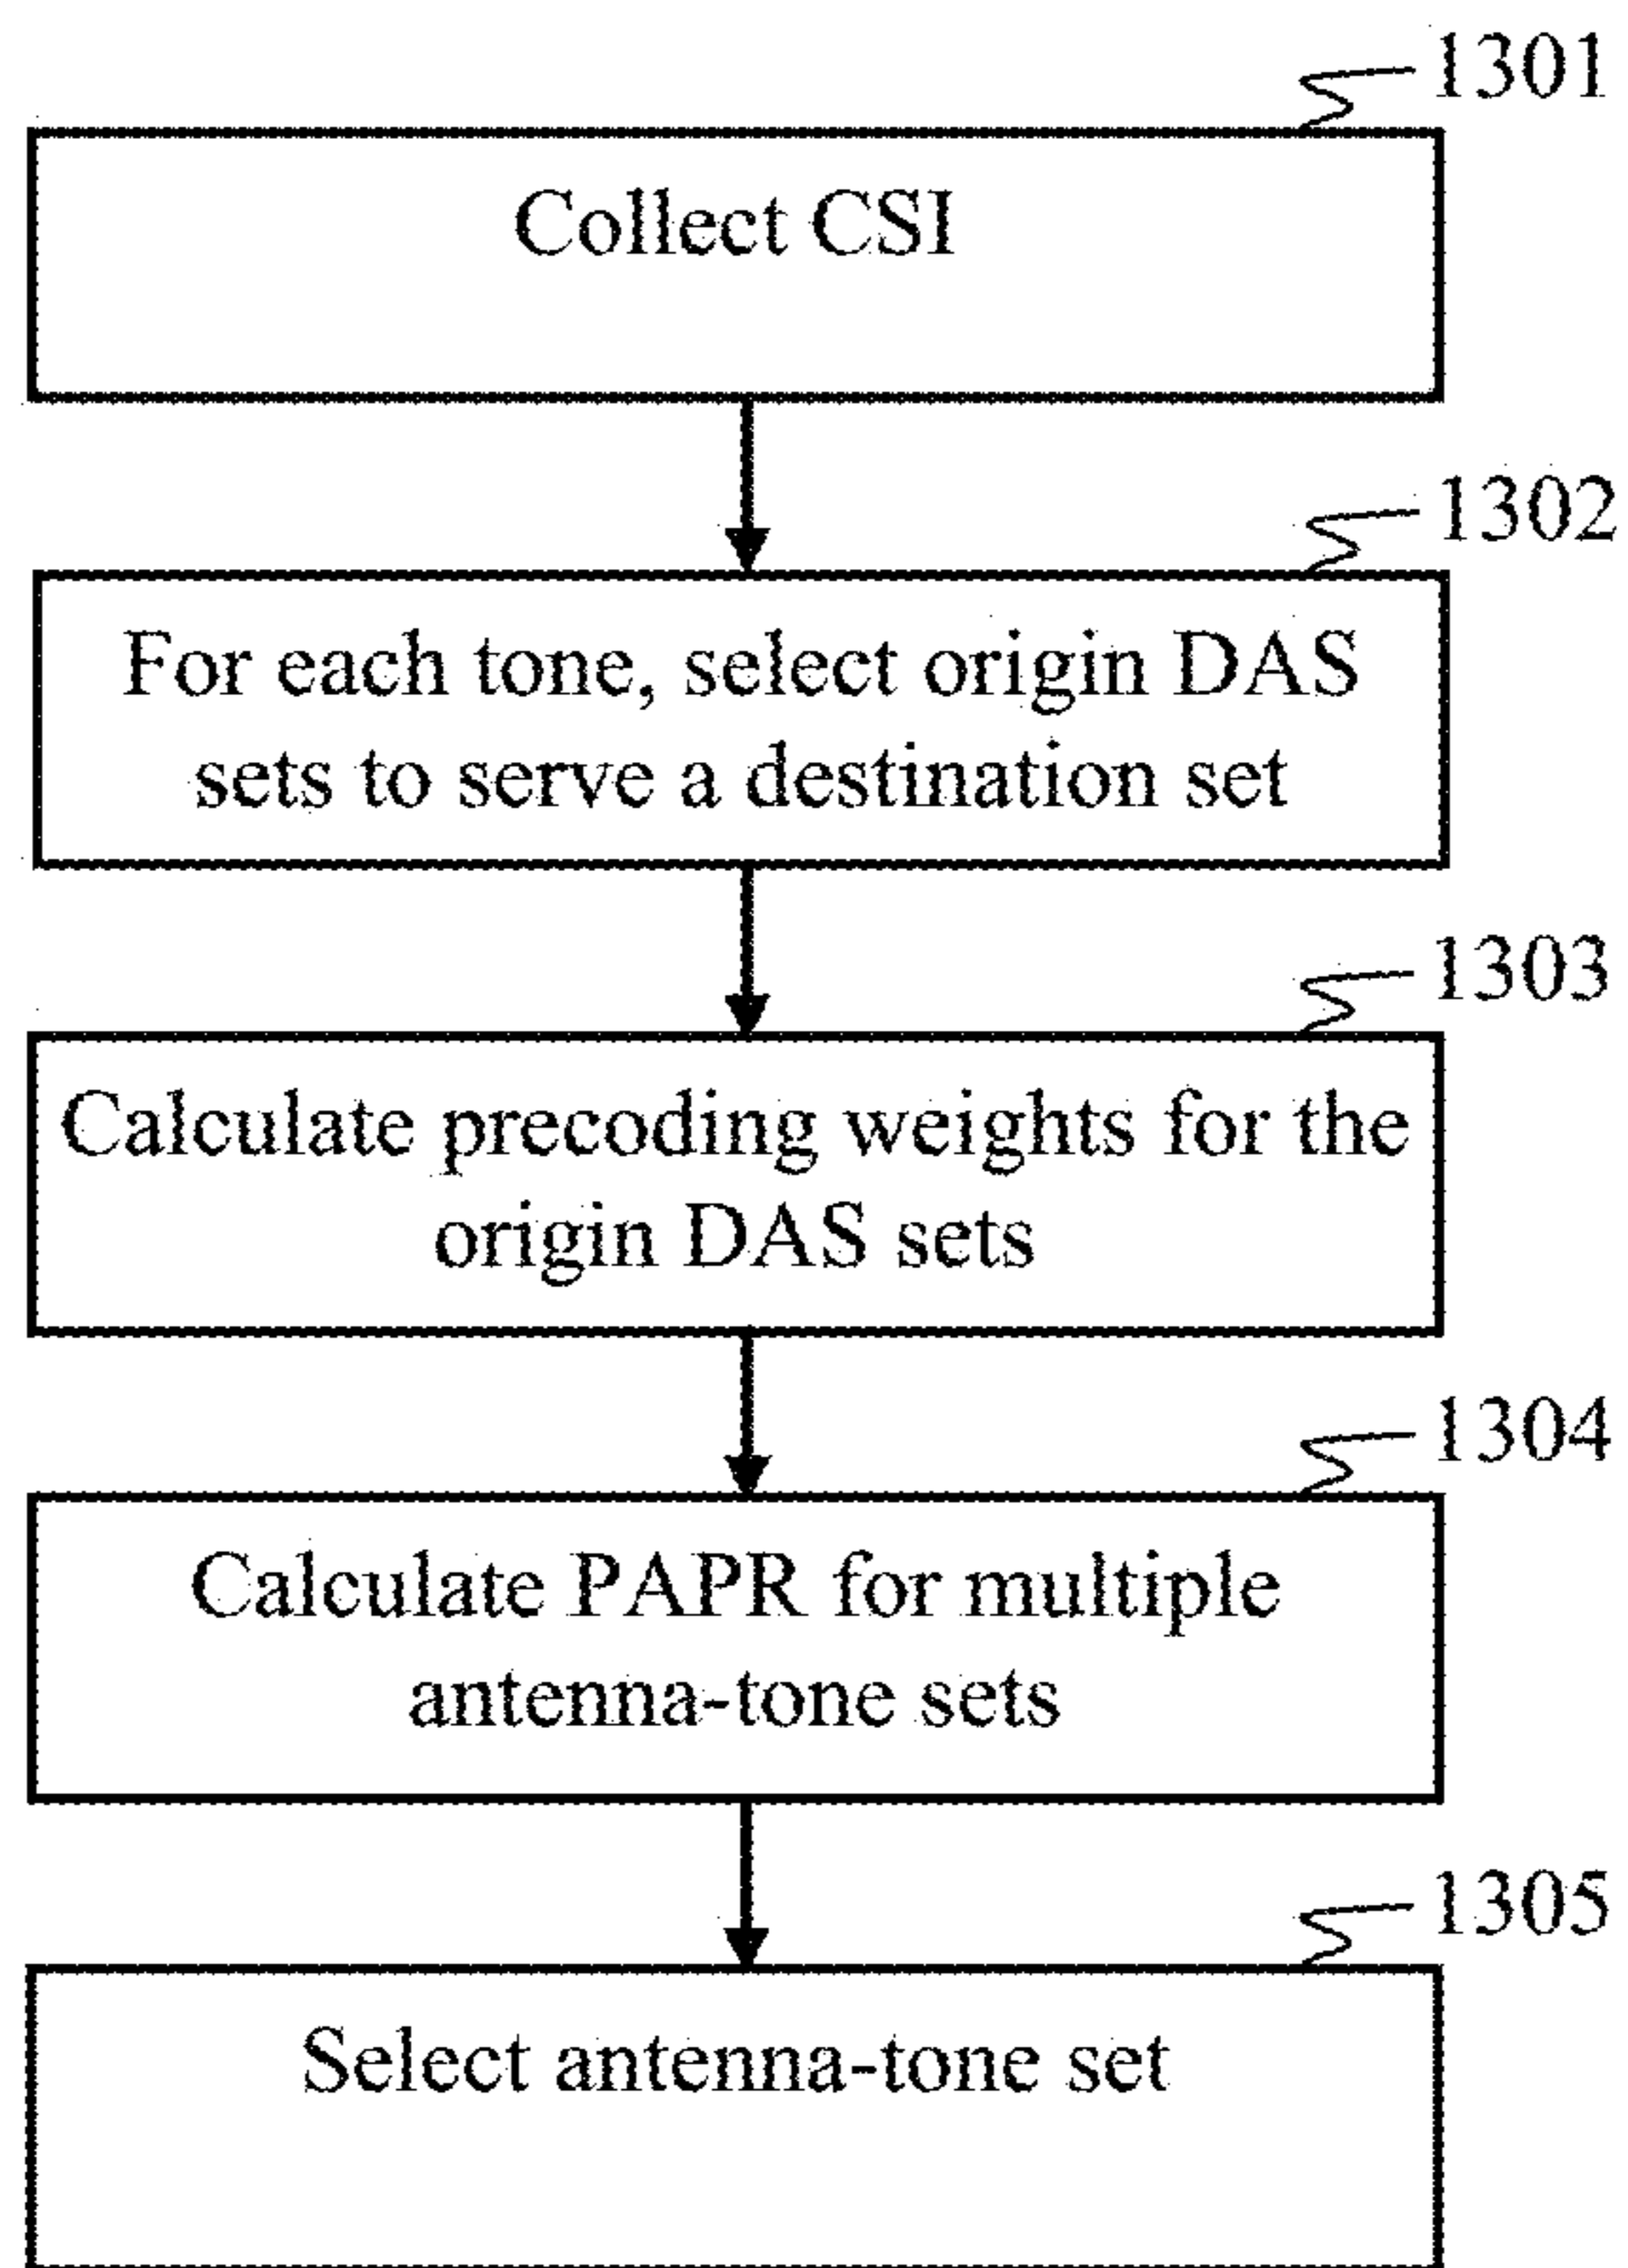 1301
Collect CSI
1302
For each tone, select origin DAS
sets to serve a destination set
1303
Calculate precoding weights for the
origin DAS sets
1304
Calculate PAPR for multiple
antenna-tone sets
1305
Select antenna-tone set